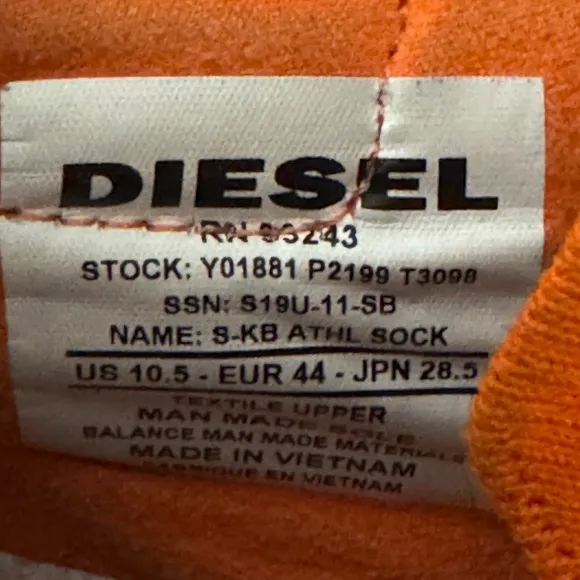 DIESEL
RN 93243
STOCK: Y01881 P2199 T3098
SSN: S19U-11-SB
NAME: S-KB ATHL SOCK
US 10.5 - EUR 44 - JPN 28.5
TEXTILE UPPER
MAN MADE SOLE
BALANCE MAN MADE MATERIALS
MADE IN VIETNAM
FABRIQUE EN VIETNAM